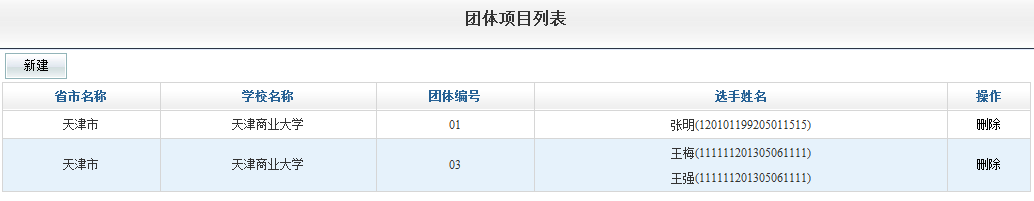 团体项目列表
新建
省市名称 学校名称 团体编号 选手姓名 操作
天津市 天津商业大学 01 张明(120101199205011515) 删除
天津市 天津商业大学 03 王梅(111111201305061111) 删除
王强(111111201305061111)